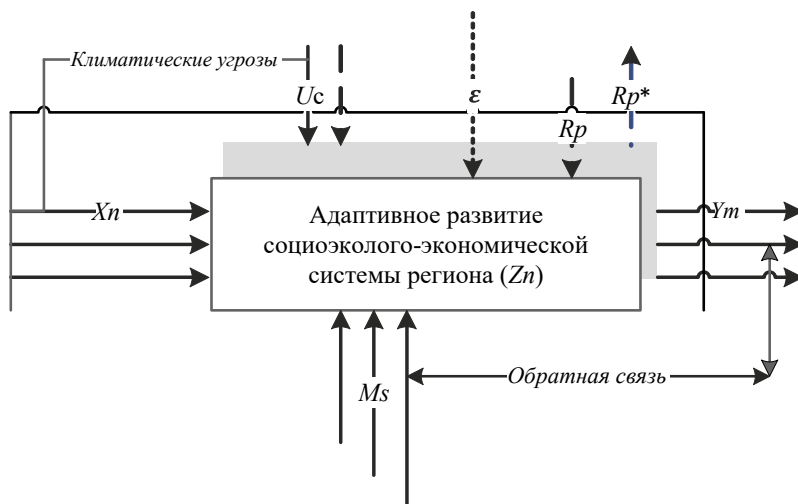 Климатические угрозы
Uc
ε
Rp
Rp*
Xn
Ym
Адаптивное развитие
социоэколого-экономической
системы региона (Zn)
Обратная связь
Ms